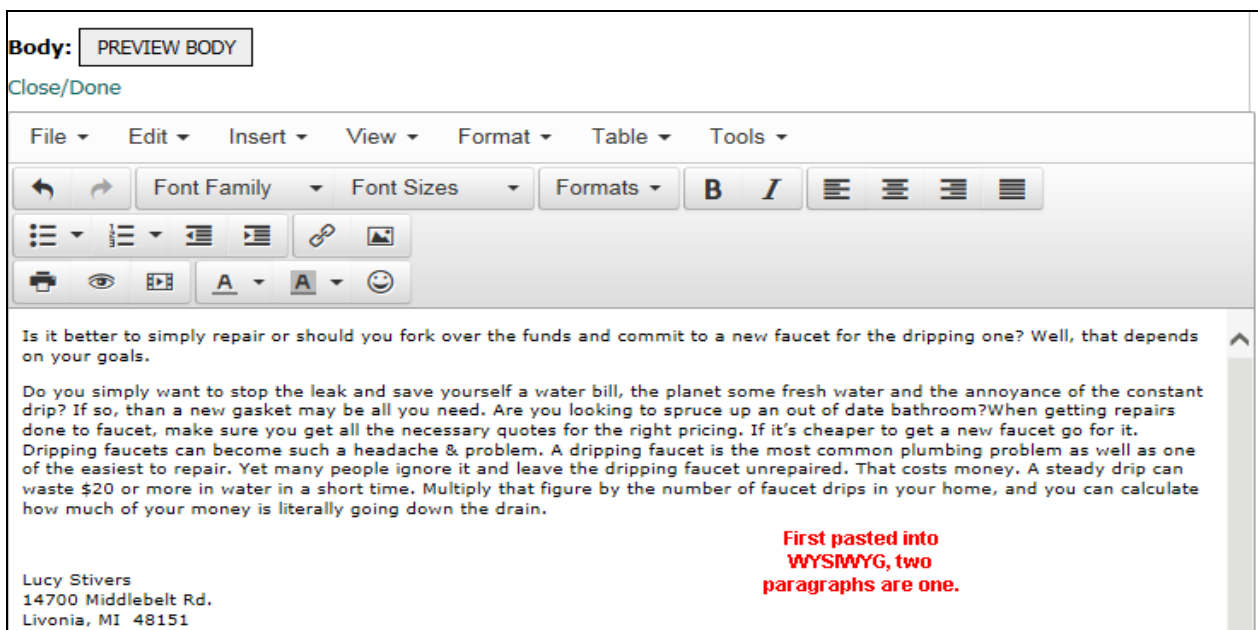 Body: PREVIEW BODY
Close/Done
File Edit Insert View Format Table Tools
Font Family Font Sizes Formats B I
A A
Is it better to simply repair or should you fork over the funds and commit to a new faucet for the dripping one? Well, that depends
on your goals.
Do you simply want to stop the leak and save yourself a water bill, the planet some fresh water and the annoyance of the constant
drip? If so, than a new gasket may be all you need. Are you looking to spruce up an out of date bathroom?When getting repairs
done to faucet, make sure you get all the necessary quotes for the right pricing. If it's cheaper to get a new faucet go for it.
Dripping faucets can become such a headache & problem. A dripping faucet is the most common plumbing problem as well as one
of the easiest to repair. Yet many people ignore it and leave the dripping faucet unrepaired. That costs money. A steady drip can
waste $20 or more in water in a short time. Multiply that figure by the number of faucet drips in your home, and you can calculate
how much of your money is literally going down the drain.
First pasted into
WYSIWYG, two
paragraphs are one.
Lucy Stivers
14700 Middlebelt Rd.
Livonia, MI 48151